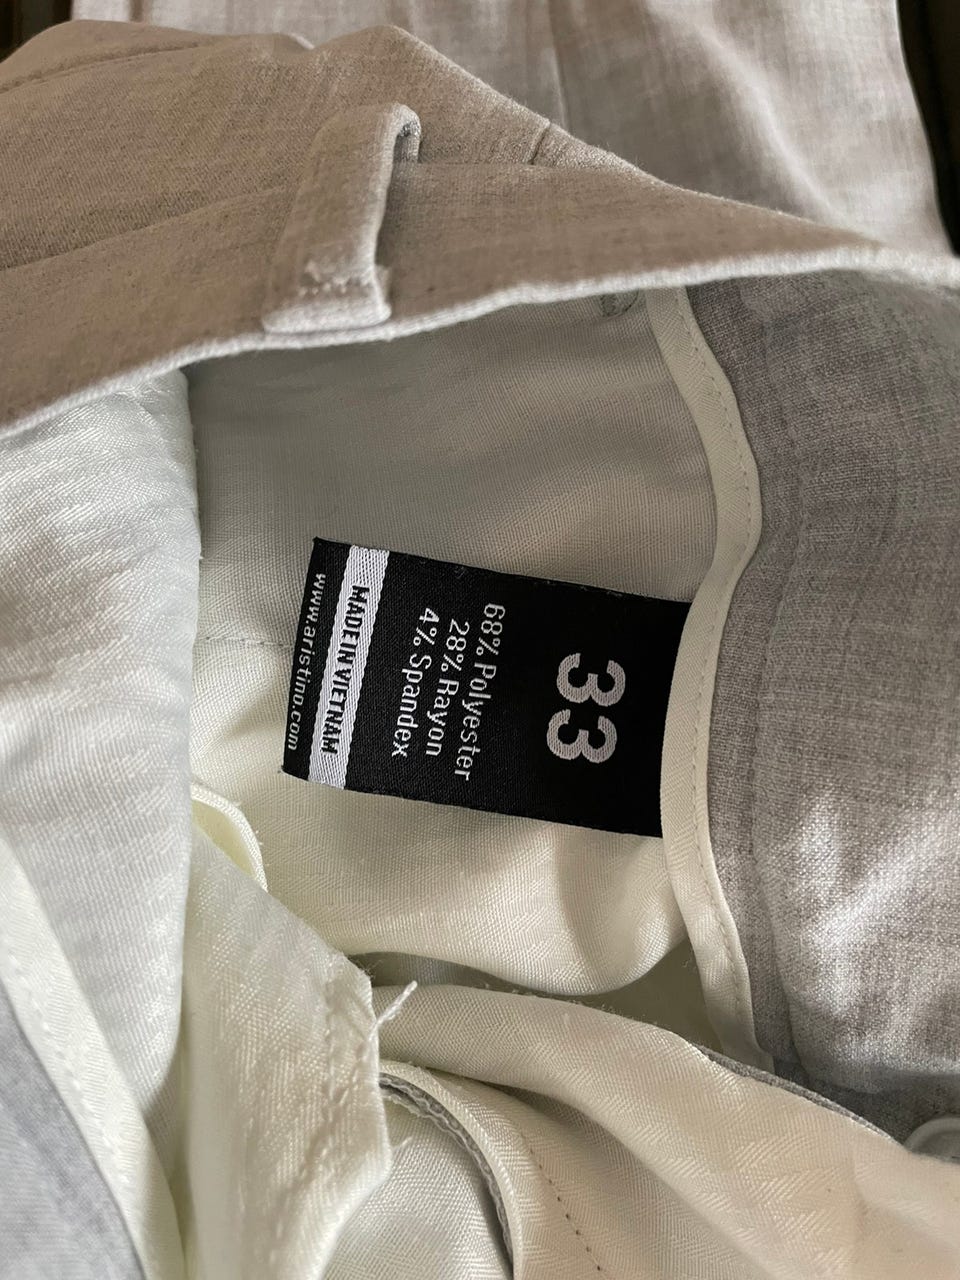 33
68% Polyester
28% Rayon
4% Spandex
MADE IN VIETNAM
www.aristino.com